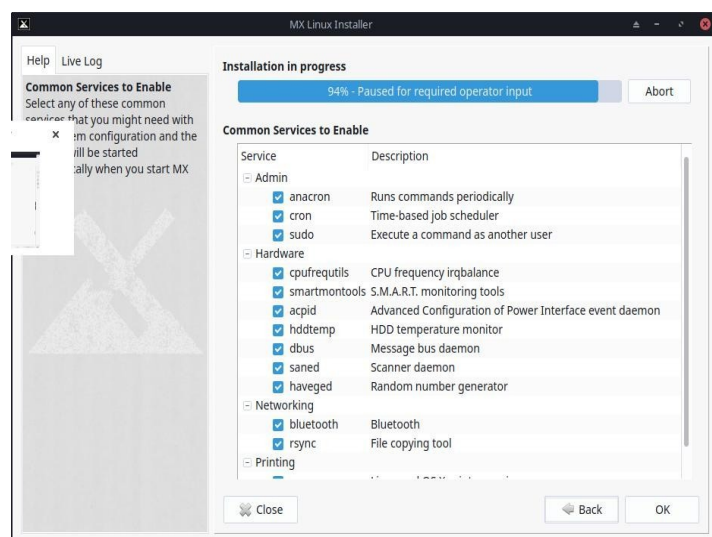 MX Linux Installer
Help Live Log
Common Services to Enable
Select any of these common
services that you might need with
em configuration and the
will be started
cally when you start MX
x
Installation in progress
94% - Paused for required operator input
Abort
Common Services to Enable
Service Description
Admin
anacron Runs commands periodically
cron Time-based job scheduler
sudo Execute a command as another user
Hardware
cpufrequtils CPU frequency irqbalance
smartmontools S.M.A.R.T. monitoring tools
acpid Advanced Configuration of Power Interface event daemon
hddtemp HDD temperature monitor
dbus Message bus daemon
saned Scanner daemon
haveged Random number generator
Networking
bluetooth Bluetooth
rsync File copying tool
Printing
Close
Back
OK